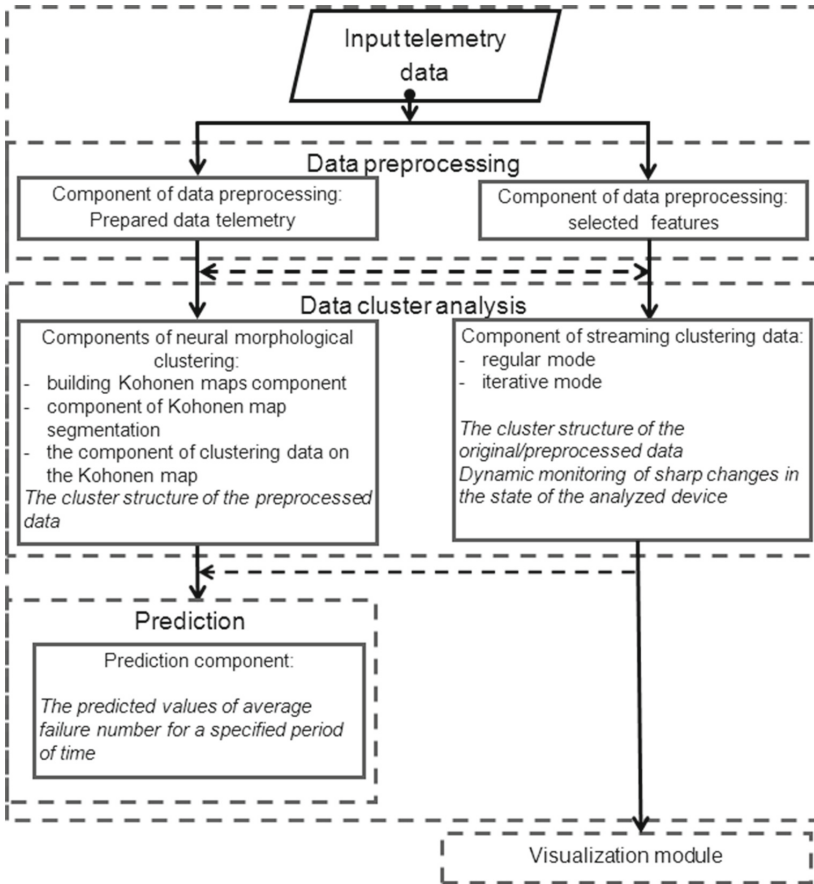 Input telemetry
data
Data preprocessing
Component of data preprocessing:
Prepared data telemetry
Component of data preprocessing:
selected features
Data cluster analysis
Components of neural morphological
clustering:
- building Kohonen maps component
- component of Kohonen map
segmentation
- the component of clustering data on
the Kohonen map
The cluster structure of the preprocessed
data
Component of streaming clustering data:
- regular mode
- iterative mode
The cluster structure of the
original/preprocessed data
Dynamic monitoring of sharp changes in
the state of the analyzed device
Prediction
Prediction component:
The predicted values of average
failure number for a specified period
of time
Visualization module